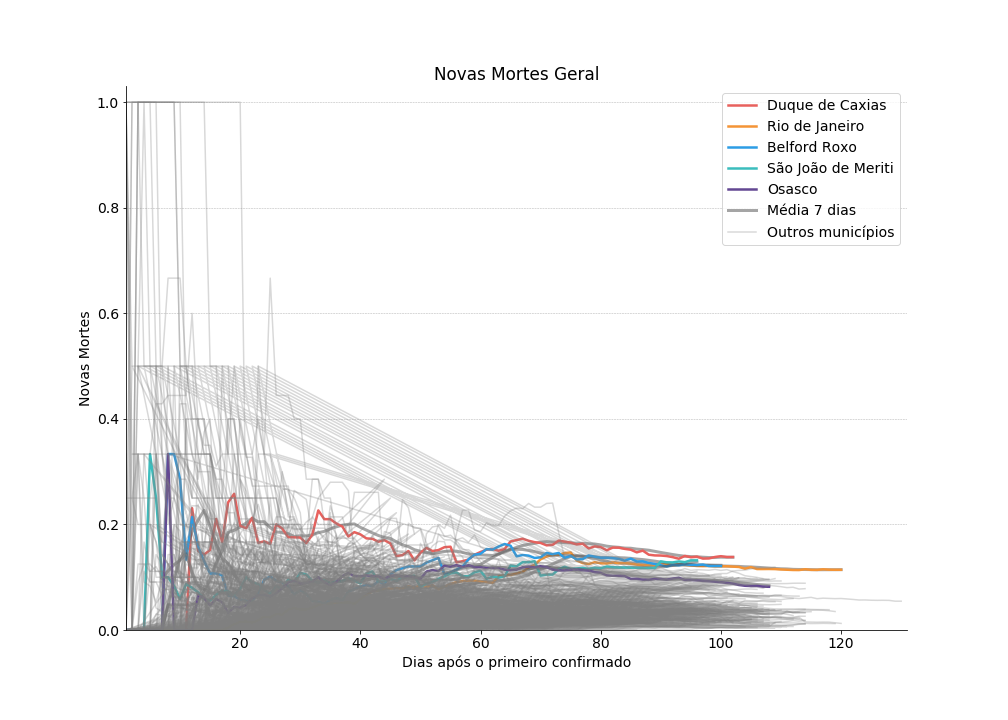 Novas Mortes Geral
1.0
0.8
0.6
0.4
0.2
0.0
Novas Mortes
Duque de Caxias
Rio de Janeiro
Belford Roxo
São João de Meriti
Osasco
Média 7 dias
Outros municípios
20
40
60
80
100
120
Dias após o primeiro confirmado